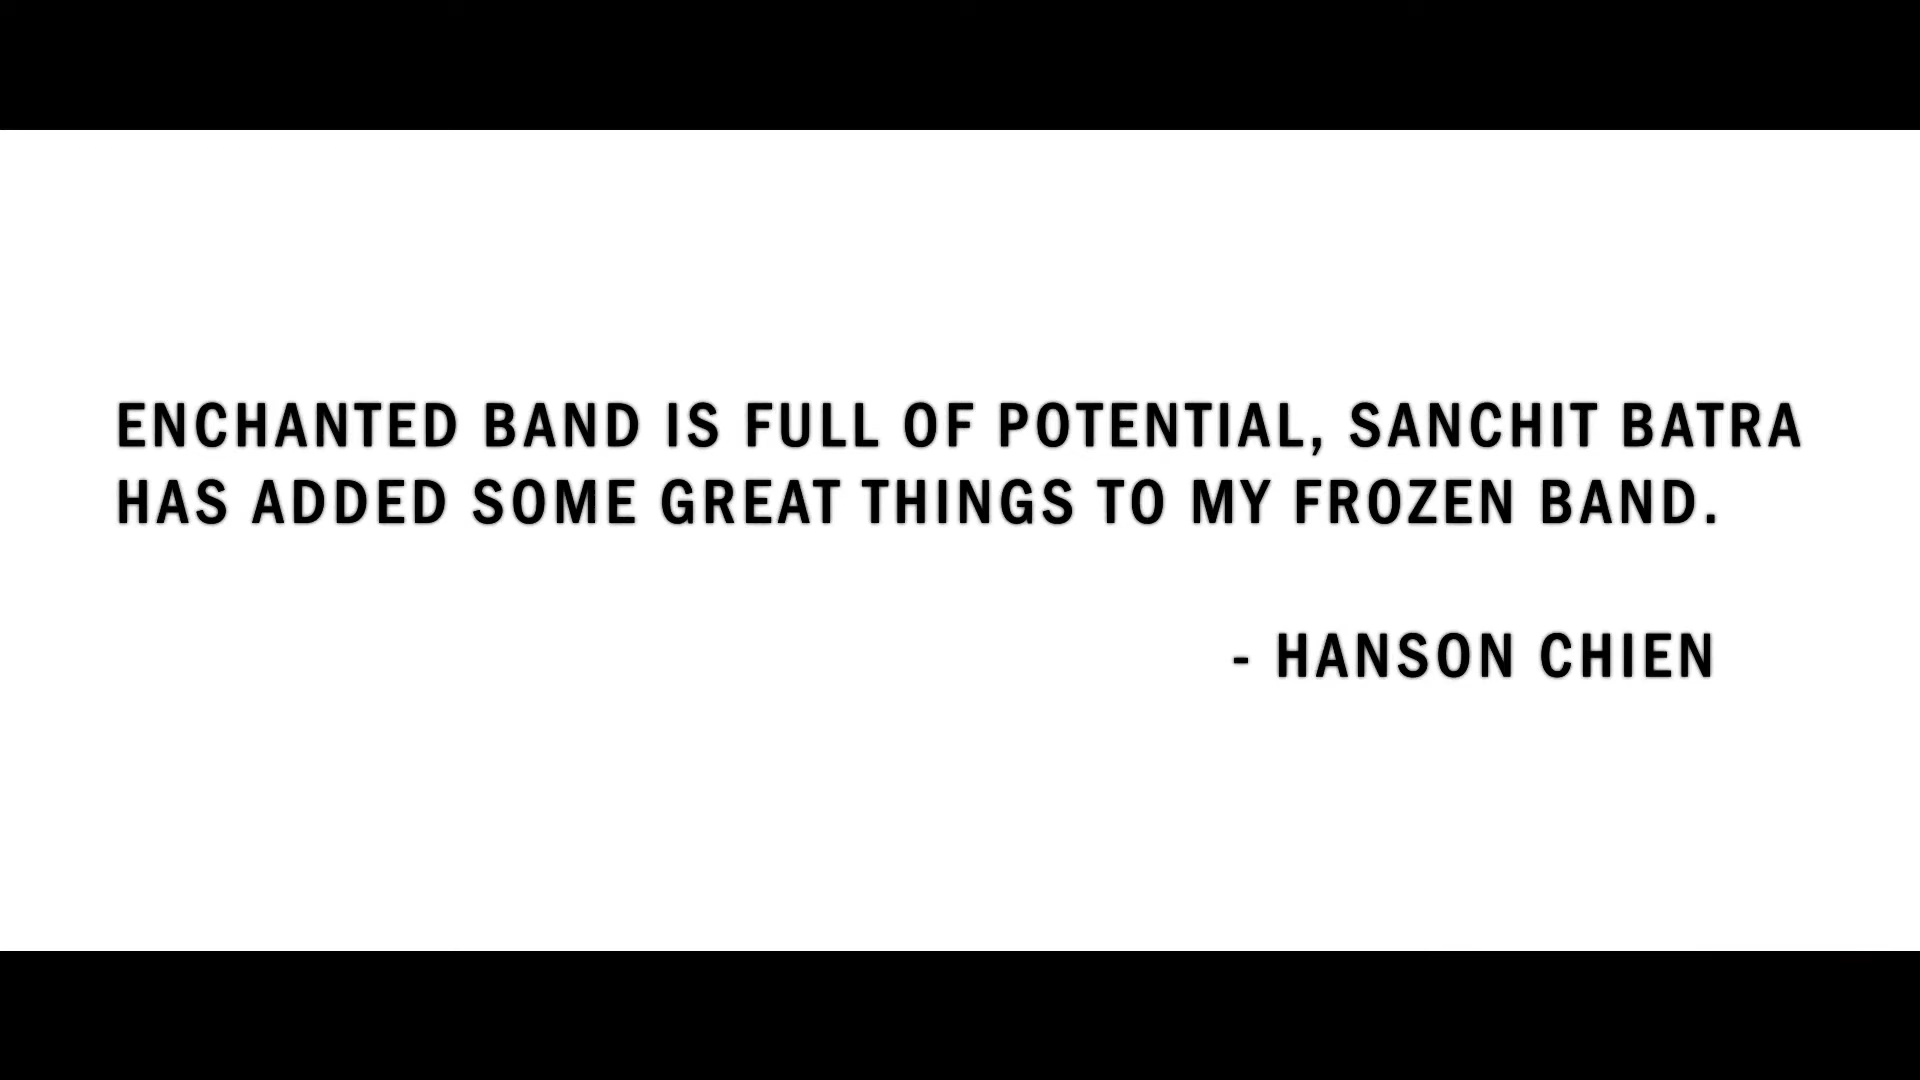 ENCHANTED BAND IS FULL OF POTENTIAL, SANCHIT BATRA
HAS ADDED SOME GREAT THINGS TO MY FROZEN BAND.
- HANSON CHIEN